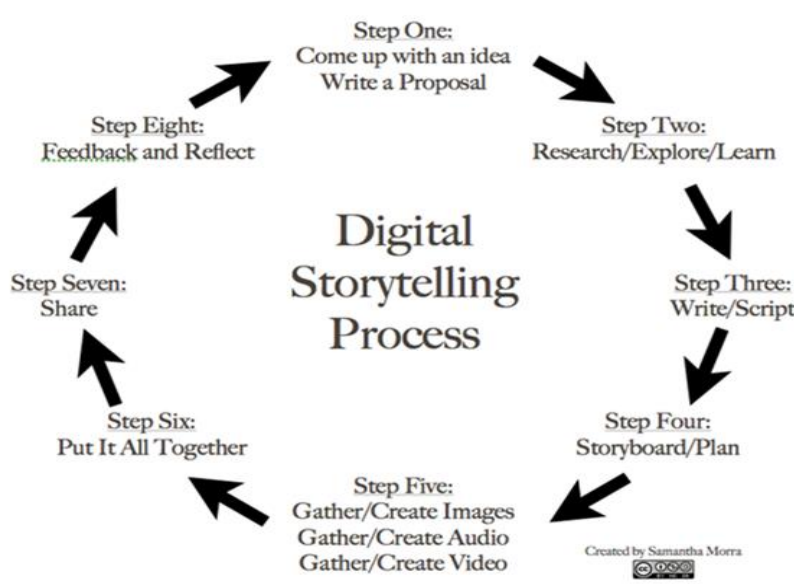 Step One:
Come up with an idea
Write a Proposal
Step Two:
Research/Explore/Learn
Step Three:
Write/Script
Step Four:
Storyboard/Plan
Step Five:
Gather/Create Images
Gather/Create Audio
Gather/Create Video
Step Six:
Put It All Together
Step Seven:
Share
Step Eight:
Feedback and Reflect
Digital
Storytelling
Process
Created by Samantha Morra